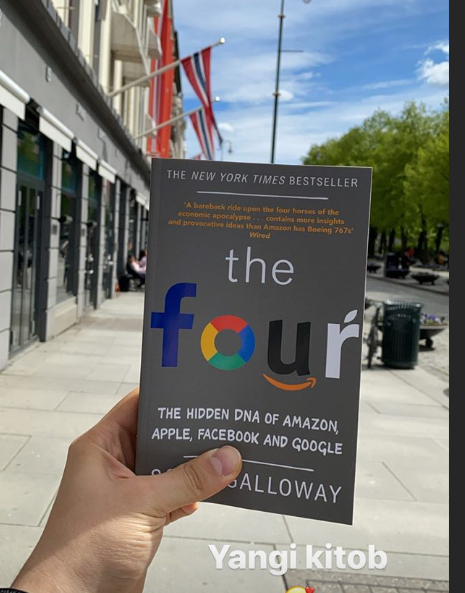 THE NEW YORK TIMES BESTSELLER
'A bareback ride upon the four horses of the
economic apocalypse . . . contains more insights
and provocative ideas than Amazon has Boeing 767s'
Wired
the
four
THE HIDDEN DNA OF AMAZON,
APPLE, FACEBOOK AND GOOGLE
GALLOWAY
Yangi kitob